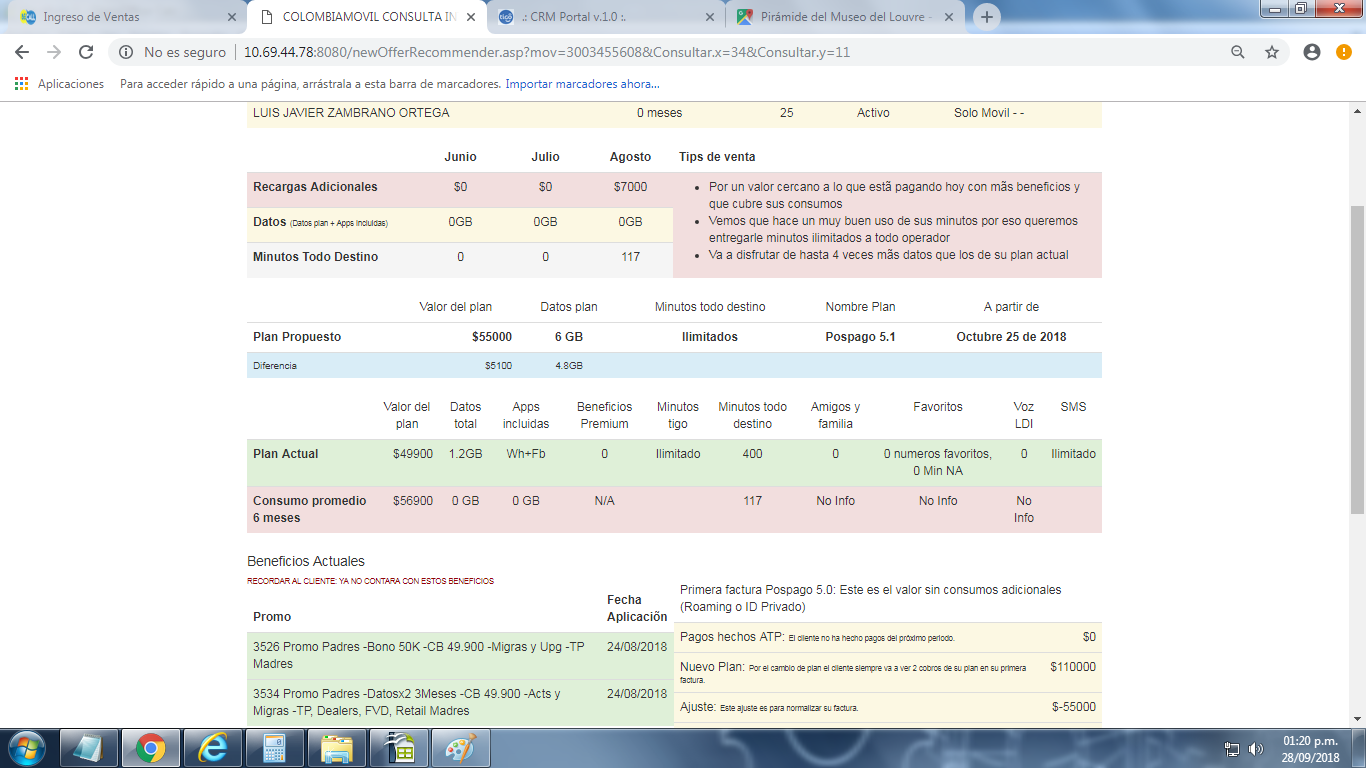 Ingreso de Ventas
COLOMBIAMOVIL CONSULTA IN
.: CRM Portal v.1.0 :.
Pirámide del Museo del Louvre -
No es seguro
10.69.44.78:8080/newOfferRecommender.asp?mov=3003455608&Consultar.x=34&Consultar.y=11
Aplicaciones
Para acceder rápido a una página, arrástrala a esta barra de marcadores. Importar marcadores ahora...
LUIS JAVIER ZAMBRANO ORTEGA 0 meses 25 Activo Solo Movil - -
Junio Julio Agosto Tips de venta
Recargas Adicionales $0 $0 $7000
Datos (Datos plan + Apps incluidas) 0GB 0GB 0GB
Minutos Todo Destino 0 0 117
Por un valor cercano a lo que estã pagando hoy con mãs beneficios y
que cubre sus consumos
Vemos que hace un muy buen uso de sus minutos por eso queremos
entregarle minutos ilimitados a todo operador
Va a disfrutar de hasta 4 veces mãs datos que los de su plan actual
Valor del plan Datos plan Minutos todo destino Nombre Plan A partir de
Plan Propuesto $55000 6 GB Ilimitados Pospago 5.1 Octubre 25 de 2018
Diferencia $5100 4.8GB
Valor del Datos Apps Beneficios Minutos Minutos todo Amigos y Favoritos Voz SMS
plan total incluidas Premium tigo destino familia LDI
Plan Actual $49900 1.2GB Wh+Fb 0 Ilimitado 400 0 0 numeros favoritos, 0 Ilimitado
0 Min NA
Consumo promedio $56900 0 GB 0 GB N/A 117 No Info No Info No
6 meses Info
Beneficios Actuales
RECORDAR AL CLIENTE: YA NO CONTARA CON ESTOS BENEFICIOS
Promo Fecha
Aplicación
3526 Promo Padres -Bono 50K -CB 49.900 -Migras y Upg -TP 24/08/2018
Madres
3534 Promo Padres -Datosx2 3Meses -CB 49.900 -Acts y 24/08/2018
Migras -TP, Dealers, FVD, Retail Madres
Primera factura Pospago 5.0: Este es el valor sin consumos adicionales
(Roaming o ID Privado)
Pagos hechos ATP: El cliente no ha hecho pagos del próximo periodo. $0
Nuevo Plan: Por el cambio de plan el cliente siempre va a ver 2 cobros de su plan en su primera $110000
factura.
Ajuste: Este ajuste es para normalizar su factura. $-55000
01:20 p.m.
28/09/2018